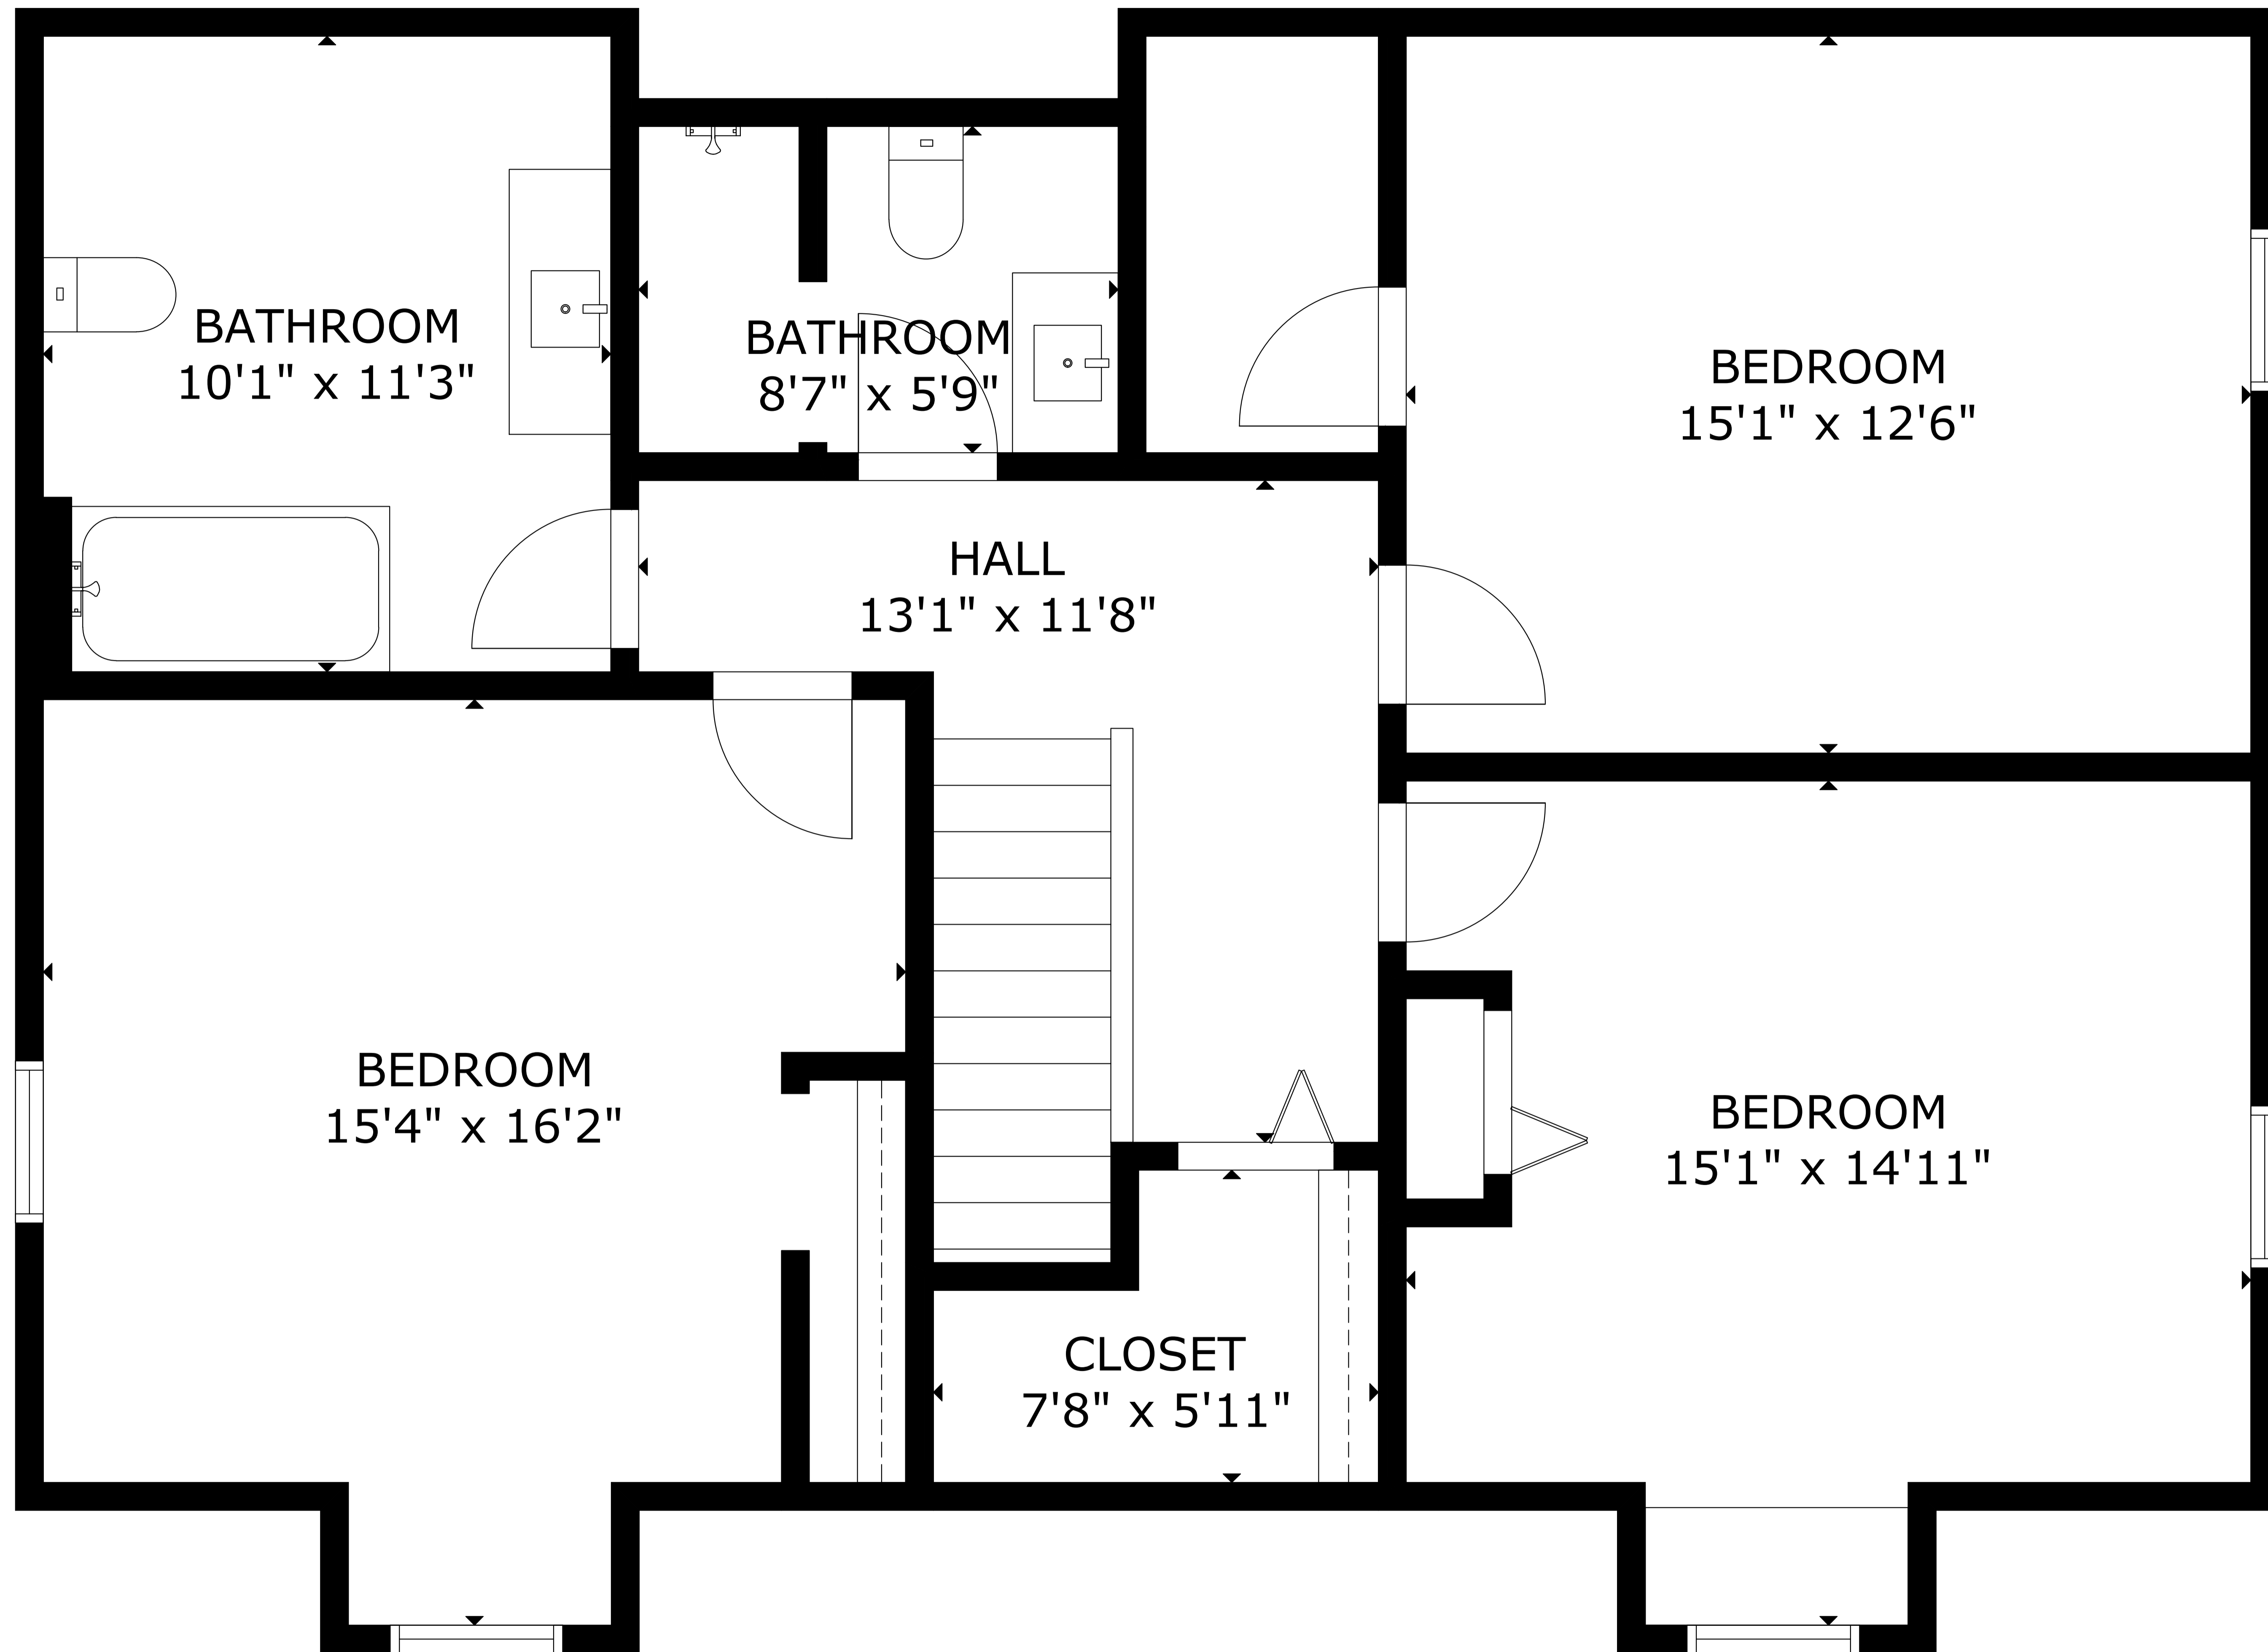 BATHROOM
10'1" x 11'3"
BATHROOM
8'7" x 5'9"
BEDROOM
15'1" x 12'6"
HALL
13'1" x 11'8"
BEDROOM
15'4" x 16'2"
BEDROOM
15'1" x 14'11"
CLOSET
7'8" x 5'11"